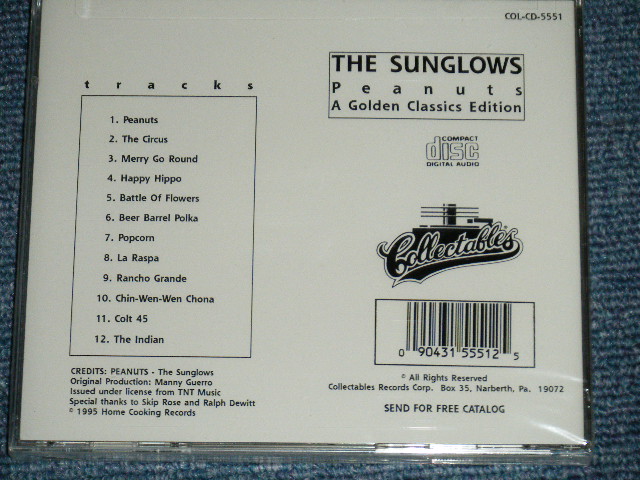 COL-CD-5551
THE SUNGLOWS
Peanuts
A Golden Classics Edition
tracks
1. Peanuts
2. The Circus
3. Merry Go Round
4. Happy Hippo
5. Battle Of Flowers
6. Beer Barrel Polka
7. Popcorn
8. La Raspa
9. Rancho Grande
10. Chin-Wen-Wen Chona
11. Colt 45
12. The Indian
CREDITS: PEANUTS - The Sunglows
Original Production: Manny Guerro
Issued under license from TNT Music
Special thanks to Skip Rose and Ralph Dewitt
© 1995 Home Cooking Records
COMPACT
disc
DIGITAL AUDIO
Collectables
0 90431 55512 5
© All Rights Reserved
Collectables Records Corp. Box 35, Narberth, Pa. 19072
SEND FOR FREE CATALOG